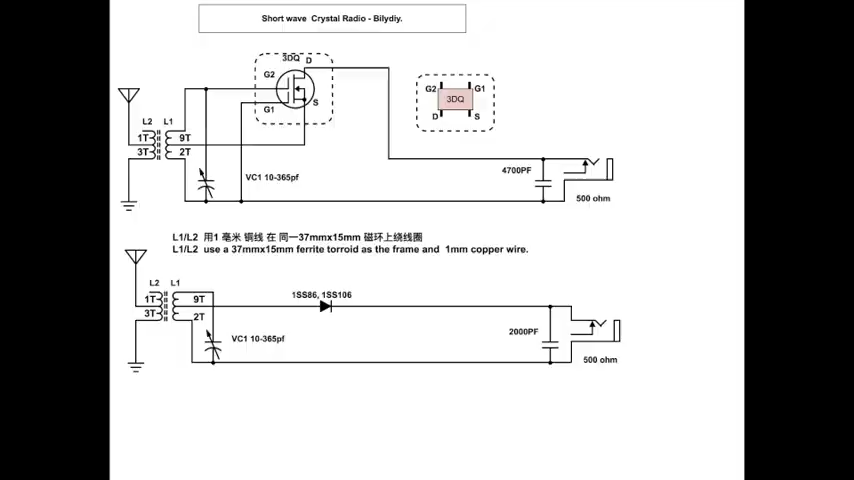 Short wave Crystal Radio - Bilydiy.
3DQ D
G2
G1
S
G2 G1
3DQ
D S
L2 L1
1T 9T
3T 2T
VC1 10-365pf
4700PF
500 ohm
L1/L2 用1 毫米 铜线 在 同一37mmx15mm 磁环上绕线圈
L1/L2 use a 37mmx15mm ferrite torroid as the frame and 1mm copper wire.
L2 L1
1T 9T
3T 2T
1SS86, 1SS106
VC1 10-365pf
2000PF
500 ohm